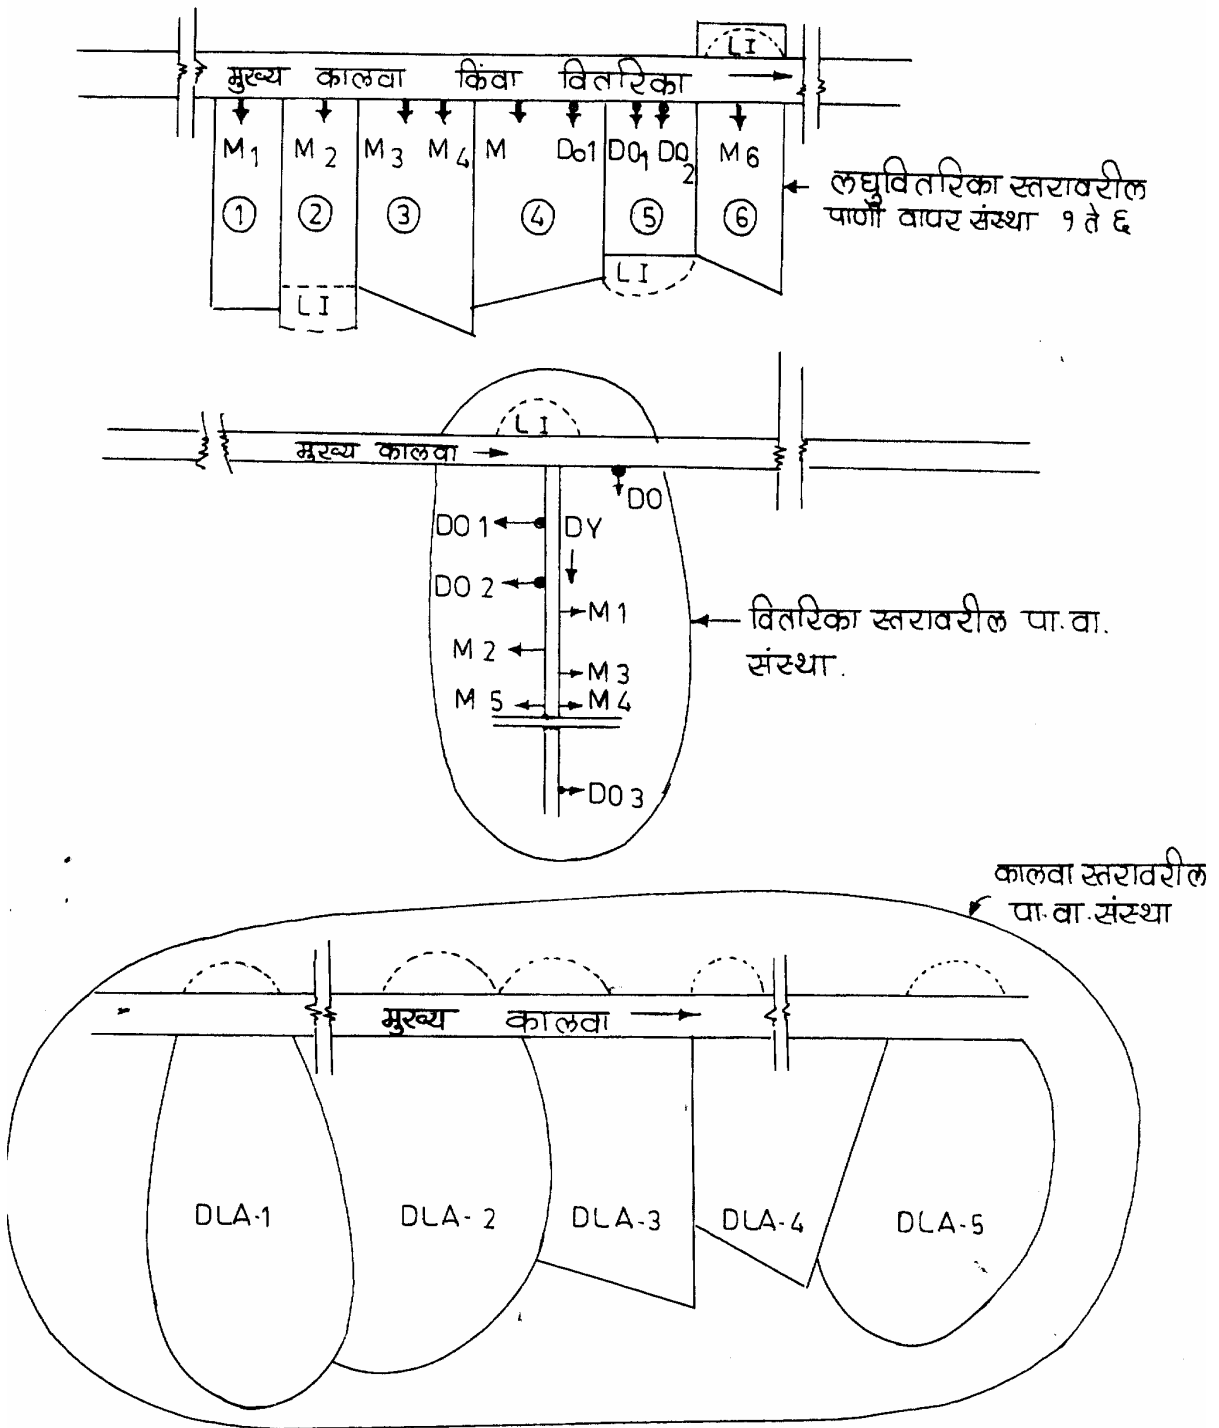 LI
मुख्य कालवा किंवा वितरिका
M1 M2 M3 M4 M Do1 DO1 DO2 M6
① ② ③ ④ ⑤ ⑥
लघुवितरिका स्तरावरील
पाणी वापर संस्था १ ते ६
LI
LI
LI
मुख्य कालवा
DO
DO 1 DY
DO 2
M1
M 2
M3
M 5 M4
DO 3
वितरिका स्तरावरील पा.वा.
संस्था.
कालवा स्तरावरील
पा.वा.संस्था
मुख्य कालवा
DLA-1 DLA-2 DLA-3 DLA-4 DLA-5